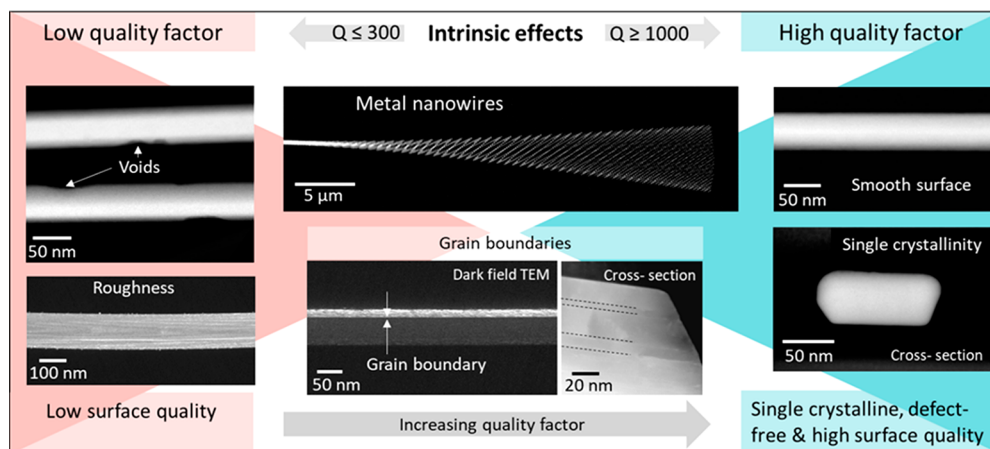 Low quality factor
Q ≤ 300
Intrinsic effects
Q ≥ 1000
High quality factor
Voids
50 nm
Metal nanowires
5 µm
50 nm
Smooth surface
Roughness
100 nm
Grain boundaries
Dark field TEM
Grain boundary
50 nm
Cross- section
20 nm
Single crystallinity
50 nm
Cross- section
Low surface quality
Increasing quality factor
Single crystalline, defect-
free & high surface quality